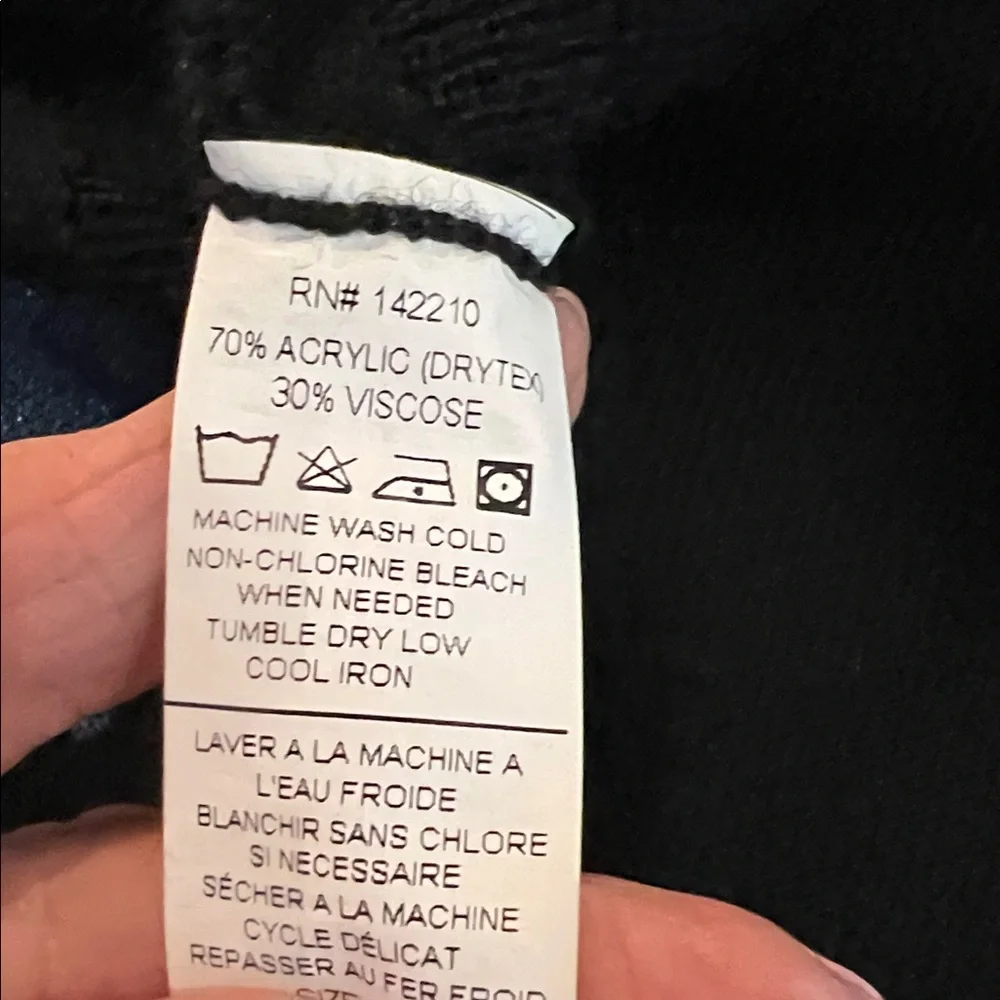 RN# 142210
70% ACRYLIC (DRYTEX)
30% VISCOSE
MACHINE WASH COLD
NON-CHLORINE BLEACH
WHEN NEEDED
TUMBLE DRY LOW
COOL IRON
LAVER A LA MACHINE A
L'EAU FROIDE
BLANCHIR SANS CHLORE
SI NECESSAIRE
SÉCHER A LA MACHINE
CYCLE DÉLICAT
REPASSER AU FER FROID
SIZE